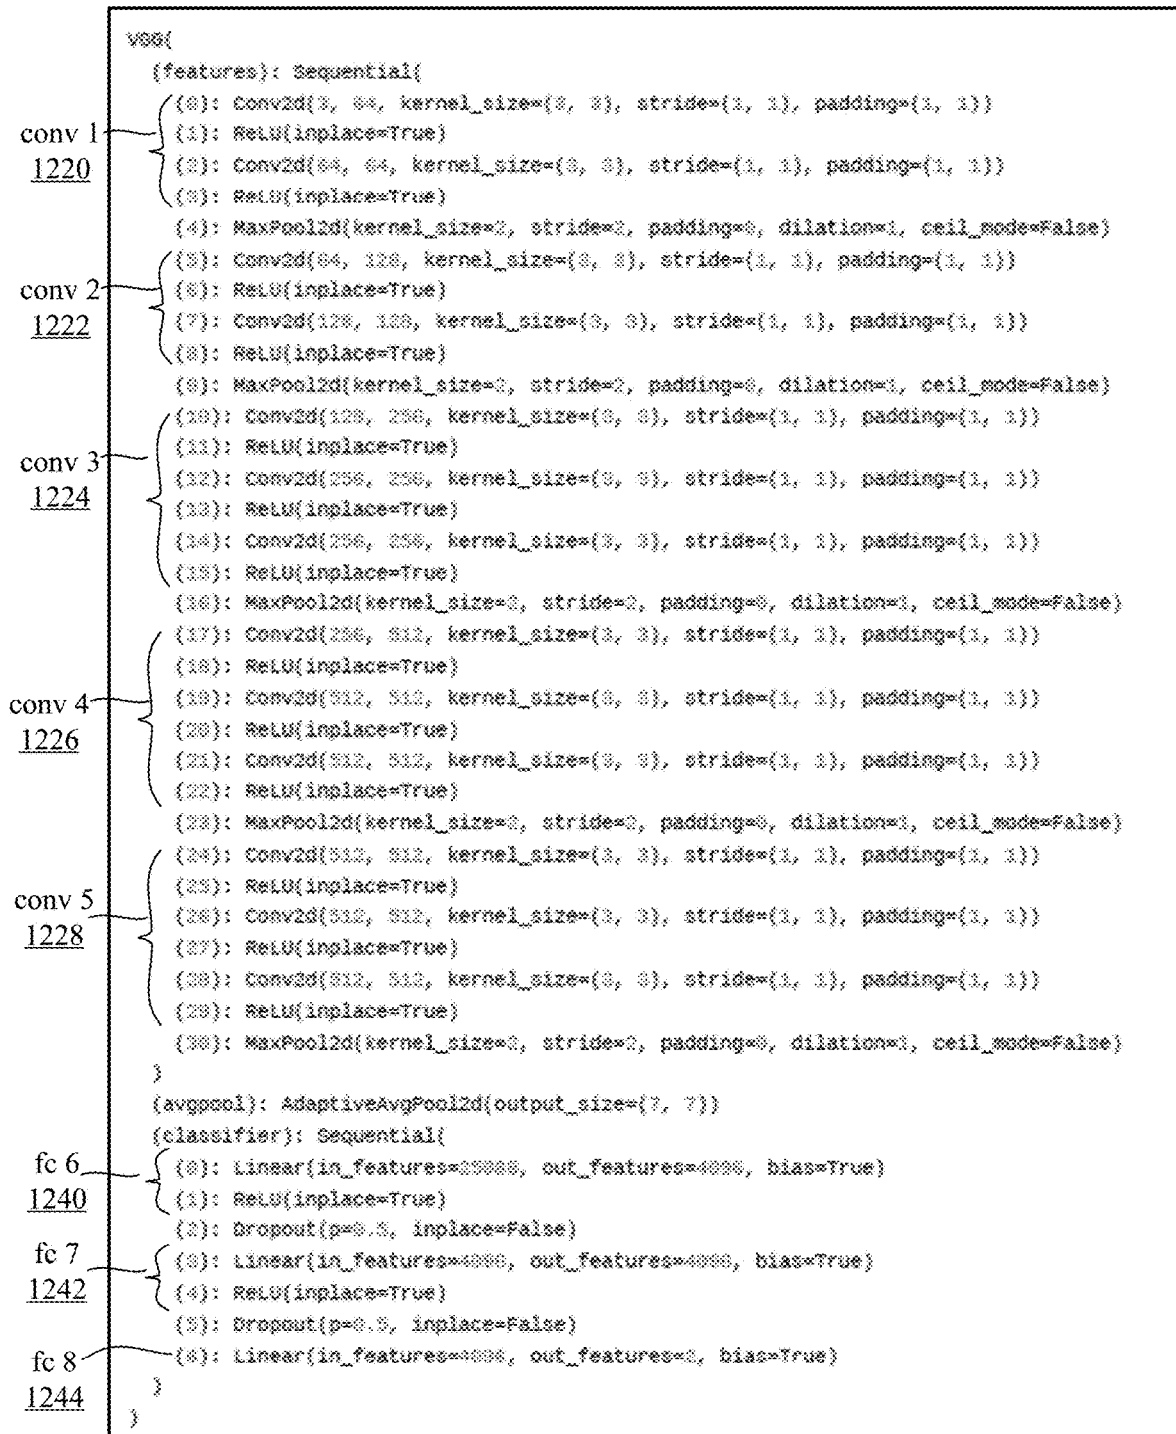 VGG(
(features): Sequential(
(0): Conv2d(3, 64, kernel_size=(3, 3), stride=(1, 1), padding=(1, 1))
conv 1
(1): ReLU(inplace=True)
1220
(2): Conv2d(64, 64, kernel_size=(3, 3), stride=(1, 1), padding=(1, 1))
(3): ReLU(inplace=True)
(4): MaxPool2d(kernel_size=2, stride=2, padding=0, dilation=1, ceil_mode=False)
(5): Conv2d(64, 128, kernel_size=(3, 3), stride=(1, 1), padding=(1, 1))
conv 2
(6): ReLU(inplace=True)
1222
(7): Conv2d(128, 128, kernel_size=(3, 3), stride=(1, 1), padding=(1, 1))
(8): ReLU(inplace=True)
(9): MaxPool2d(kernel_size=2, stride=2, padding=0, dilation=1, ceil_mode=False)
(10): Conv2d(128, 256, kernel_size=(3, 3), stride=(1, 1), padding=(1, 1))
(11): ReLU(inplace=True)
conv 3
(12): Conv2d(256, 256, kernel_size=(3, 3), stride=(1, 1), padding=(1, 1))
1224
(13): ReLU(inplace=True)
(14): Conv2d(256, 256, kernel_size=(3, 3), stride=(1, 1), padding=(1, 1))
(15): ReLU(inplace=True)
(16): MaxPool2d(kernel_size=2, stride=2, padding=0, dilation=1, ceil_mode=False)
(17): Conv2d(256, 512, kernel_size=(3, 3), stride=(1, 1), padding=(1, 1))
(18): ReLU(inplace=True)
conv 4
(19): Conv2d(512, 512, kernel_size=(3, 3), stride=(1, 1), padding=(1, 1))
1226
(20): ReLU(inplace=True)
(21): Conv2d(512, 512, kernel_size=(3, 3), stride=(1, 1), padding=(1, 1))
(22): ReLU(inplace=True)
(23): MaxPool2d(kernel_size=2, stride=2, padding=0, dilation=1, ceil_mode=False)
(24): Conv2d(512, 512, kernel_size=(3, 3), stride=(1, 1), padding=(1, 1))
(25): ReLU(inplace=True)
conv 5
(26): Conv2d(512, 512, kernel_size=(3, 3), stride=(1, 1), padding=(1, 1))
1228
(27): ReLU(inplace=True)
(28): Conv2d(512, 512, kernel_size=(3, 3), stride=(1, 1), padding=(1, 1))
(29): ReLU(inplace=True)
(30): MaxPool2d(kernel_size=2, stride=2, padding=0, dilation=1, ceil_mode=False)
)
(avgpool): AdaptiveAvgPool2d(output_size=(7, 7))
(classifier): Sequential(
fc 6
(0): Linear(in_features=25088, out_features=4096, bias=True)
1240
(1): ReLU(inplace=True)
(2): Dropout(p=0.5, inplace=False)
fc 7
(3): Linear(in_features=4096, out_features=4096, bias=True)
1242
(4): ReLU(inplace=True)
(5): Dropout(p=0.5, inplace=False)
fc 8
(6): Linear(in_features=4096, out_features=2, bias=True)
1244
)
)